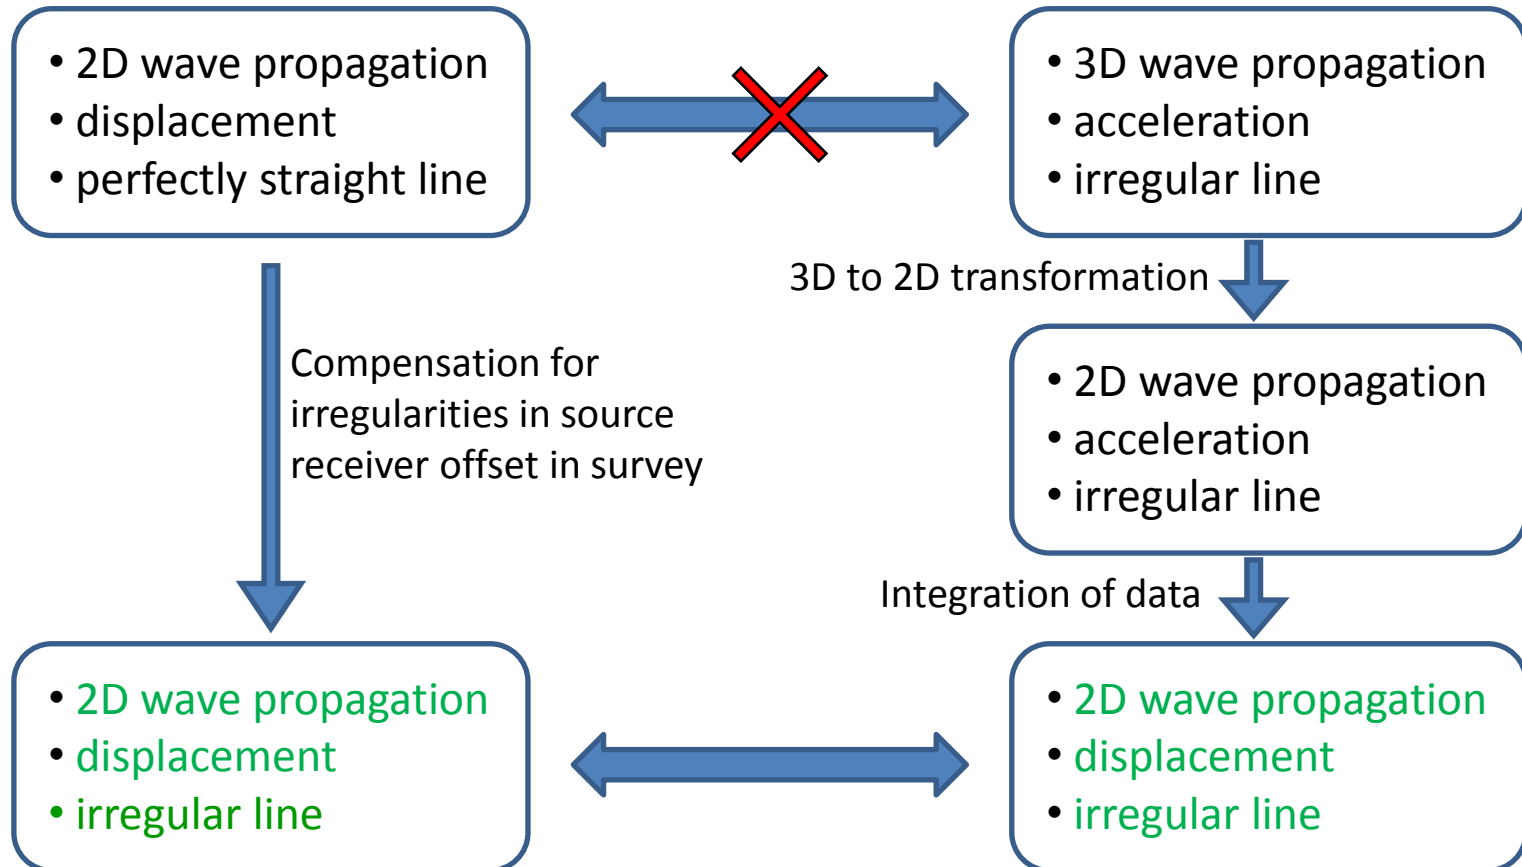 • 2D wave propagation
• displacement
• perfectly straight line
• 3D wave propagation
• acceleration
• irregular line
3D to 2D transformation
Compensation for
irregularities in source
receiver offset in survey
• 2D wave propagation
• acceleration
• irregular line
Integration of data
• 2D wave propagation
• displacement
• irregular line
• 2D wave propagation
• displacement
• irregular line